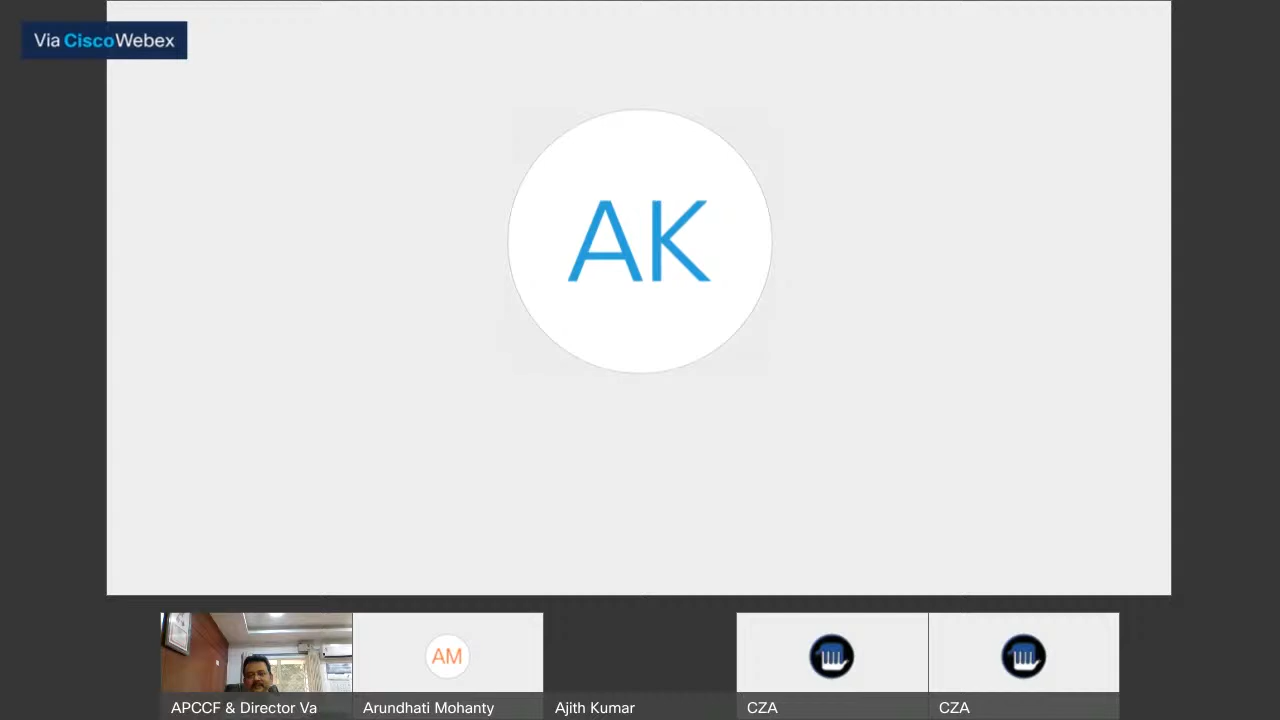 Via CiscoWebex
AK
AM
APCCF & Director Va
Arundhati Mohanty
Ajith Kumar
CZA
CZA